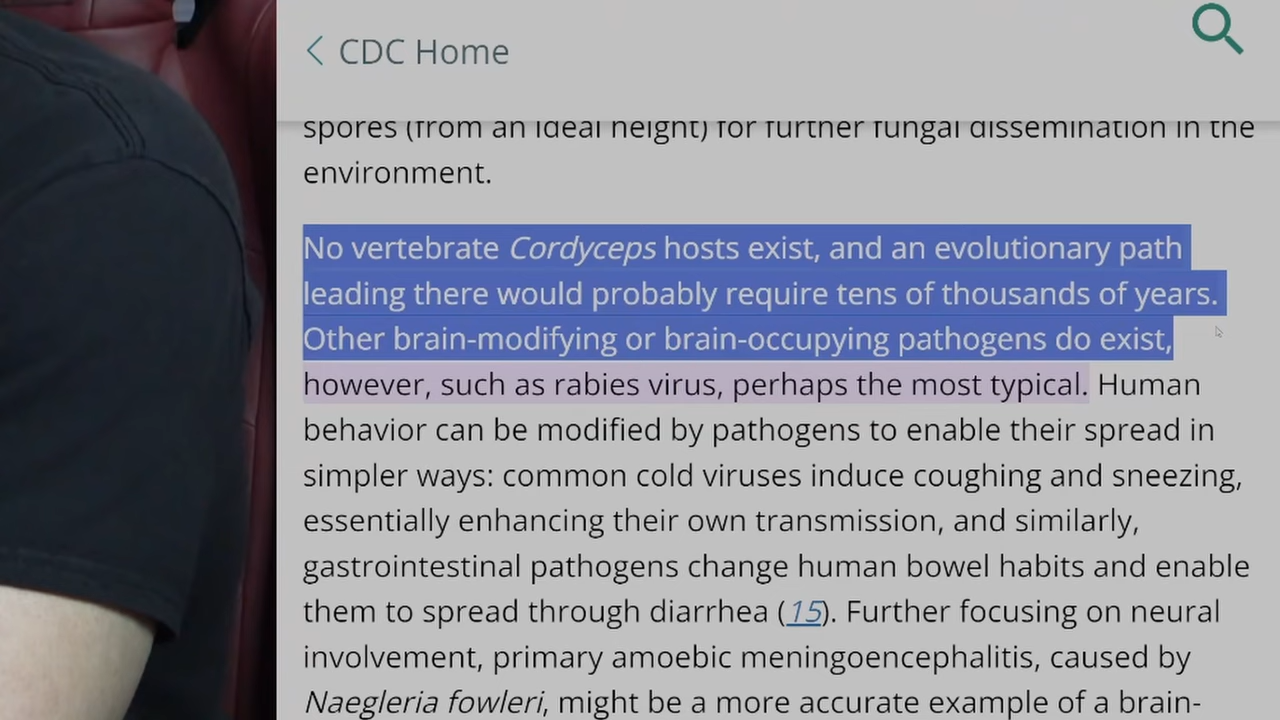 CDC Home
spores (from an ideal height) for further fungal dissemination in the
environment.
No vertebrate Cordyceps hosts exist, and an evolutionary path
leading there would probably require tens of thousands of years.
Other brain-modifying or brain-occupying pathogens do exist,
however, such as rabies virus, perhaps the most typical. Human
behavior can be modified by pathogens to enable their spread in
simpler ways: common cold viruses induce coughing and sneezing,
essentially enhancing their own transmission, and similarly,
gastrointestinal pathogens change human bowel habits and enable
them to spread through diarrhea (15). Further focusing on neural
involvement, primary amoebic meningoencephalitis, caused by
Naegleria fowleri, might be a more accurate example of a brain-